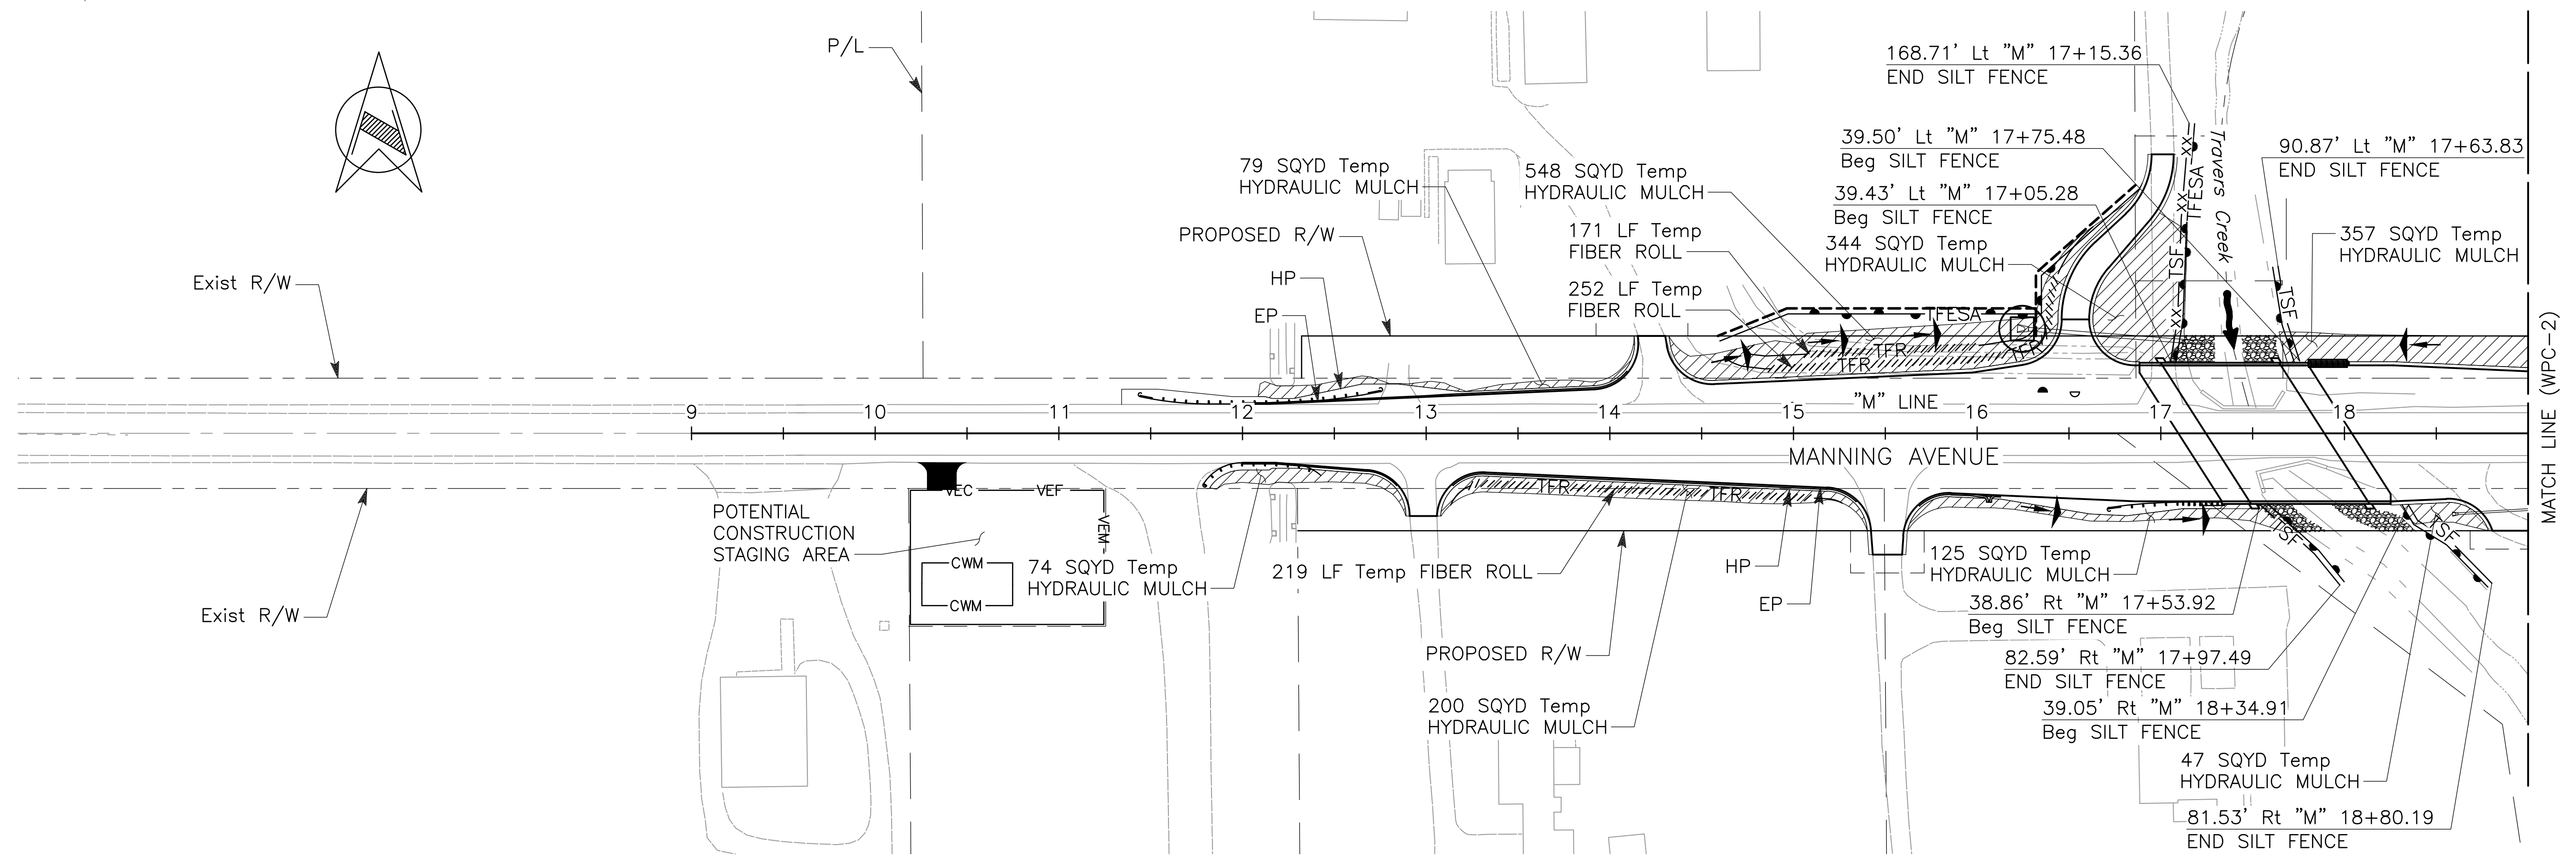 P/L
168.71' Lt "M" 17+15.36
END SILT FENCE
39.50' Lt "M" 17+75.48
Beg SILT FENCE
90.87' Lt "M" 17+63.83
END SILT FENCE
79 SQYD Temp
HYDRAULIC MULCH
548 SQYD Temp
HYDRAULIC MULCH
39.43' Lt "M" 17+05.28
Beg SILT FENCE
171 LF Temp
FIBER ROLL
344 SQYD Temp
HYDRAULIC MULCH
357 SQYD Temp
HYDRAULIC MULCH
PROPOSED R/W
HP
EP
252 LF Temp
FIBER ROLL
Exist R/W
Travers Creek
TFESA
TSF
xx
xx
xx
xx
TSF
TFESA
TFR
TFR
TFR
"M" LINE
9 10 11 12 13 14 15 16 17 18
MANNING AVENUE
MATCH LINE (WPC-2)
VEC
VEF
VEM
TFR
TFR
TSF
TSF
POTENTIAL
CONSTRUCTION
STAGING AREA
CWM
CWM
74 SQYD Temp
HYDRAULIC MULCH
219 LF Temp FIBER ROLL
HP
EP
125 SQYD Temp
HYDRAULIC MULCH
Exist R/W
38.86' Rt "M" 17+53.92
Beg SILT FENCE
PROPOSED R/W
82.59' Rt "M" 17+97.49
END SILT FENCE
200 SQYD Temp
HYDRAULIC MULCH
39.05' Rt "M" 18+34.91
Beg SILT FENCE
47 SQYD Temp
HYDRAULIC MULCH
81.53' Rt "M" 18+80.19
END SILT FENCE